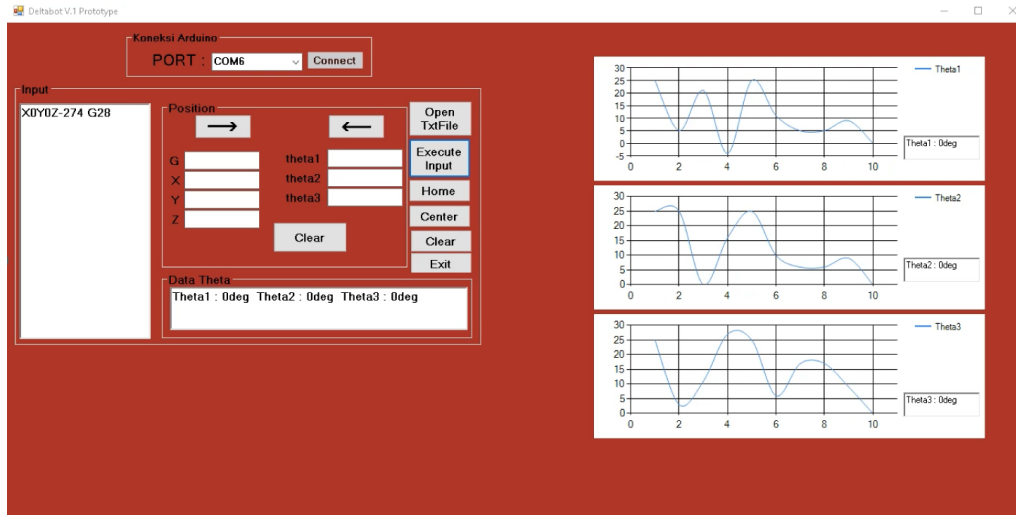 Deltabot V.1 Prototype
Koneksi Arduino
PORT : COM6 Connect
Input
X0Y0Z-274 G28
Position
→ ←
G
X
Y
Z
theta1
theta2
theta3
Clear
Open TxtFile
Execute Input
Home
Center
Clear
Exit
Data Theta
Theta1 : 0deg Theta2 : 0deg Theta3 : 0deg
30
25
20
15
10
5
0
-5
0 2 4 6 8 10
Theta1
Theta1 : 0deg
30
25
20
15
10
5
0
0 2 4 6 8 10
Theta2
Theta2 : 0deg
30
25
20
15
10
5
0
0 2 4 6 8 10
Theta3
Theta3 : 0deg